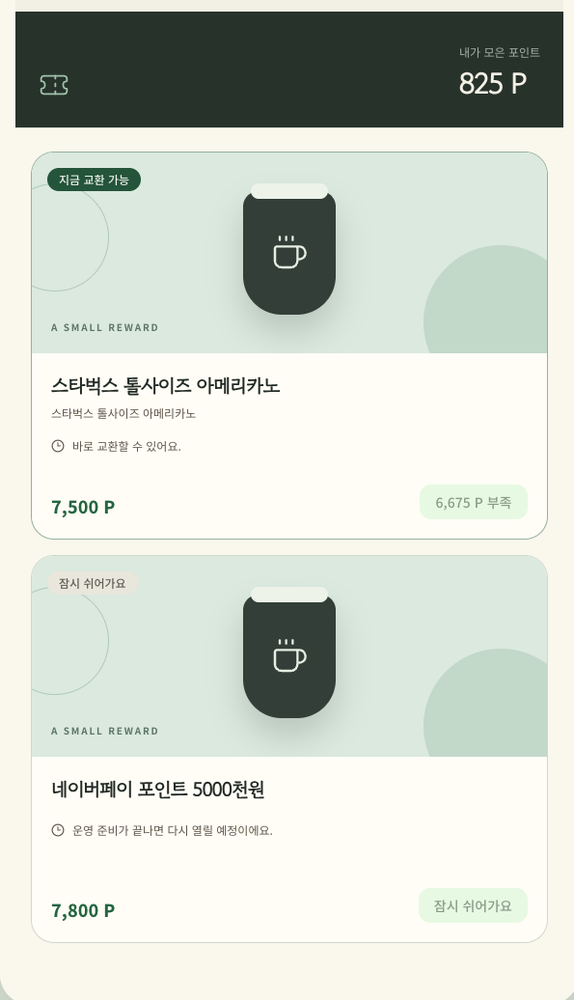 내가 모은 포인트
825 P
지금 교환 가능
A SMALL REWARD
스타벅스 톨사이즈 아메리카노
스타벅스 톨사이즈 아메리카노
바로 교환할 수 있어요.
7,500 P
6,675 P 부족
잠시 쉬어가요
A SMALL REWARD
네이버페이 포인트 5000천원
운영 준비가 끝나면 다시 열릴 예정이에요.
7,800 P
잠시 쉬어가요